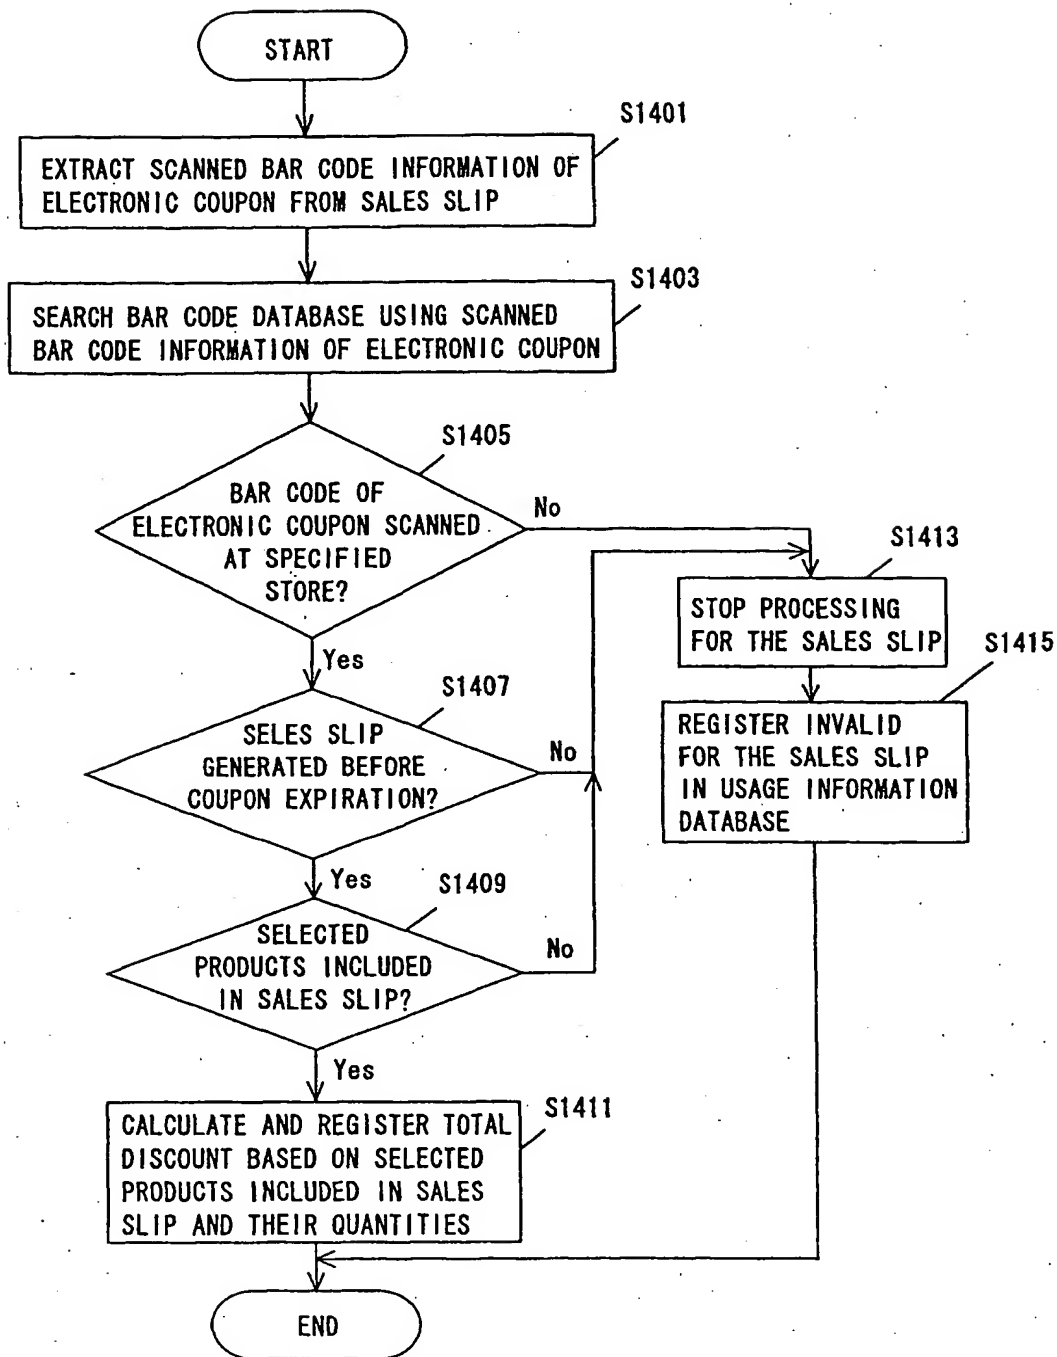 START
S1401
EXTRACT SCANNED BAR CODE INFORMATION OF
ELECTRONIC COUPON FROM SALES SLIP
S1403
SEARCH BAR CODE DATABASE USING SCANNED
BAR CODE INFORMATION OF ELECTRONIC COUPON
S1405
BAR CODE OF
ELECTRONIC COUPON SCANNED
AT SPECIFIED
STORE?
No
Yes
S1413
STOP PROCESSING
FOR THE SALES SLIP
S1415
REGISTER INVALID
FOR THE SALES SLIP
IN USAGE INFORMATION
DATABASE
S1407
SELES SLIP
GENERATED BEFORE
COUPON EXPIRATION?
No
Yes
S1409
SELECTED
PRODUCTS INCLUDED
IN SALES SLIP?
No
Yes
S1411
CALCULATE AND REGISTER TOTAL
DISCOUNT BASED ON SELECTED
PRODUCTS INCLUDED IN SALES
SLIP AND THEIR QUANTITIES
END